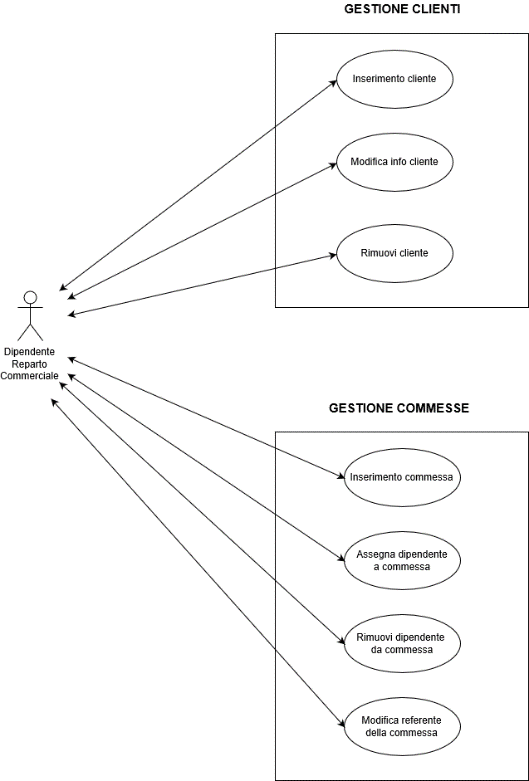 GESTIONE CLIENTI
Inserimento cliente
Modifica info cliente
Rimuovi cliente
Dipendente
Reparto
Commerciale
GESTIONE COMMESSE
Inserimento commessa
Assegna dipendente
a commessa
Rimuovi dipendente
da commessa
Modifica referente
della commessa